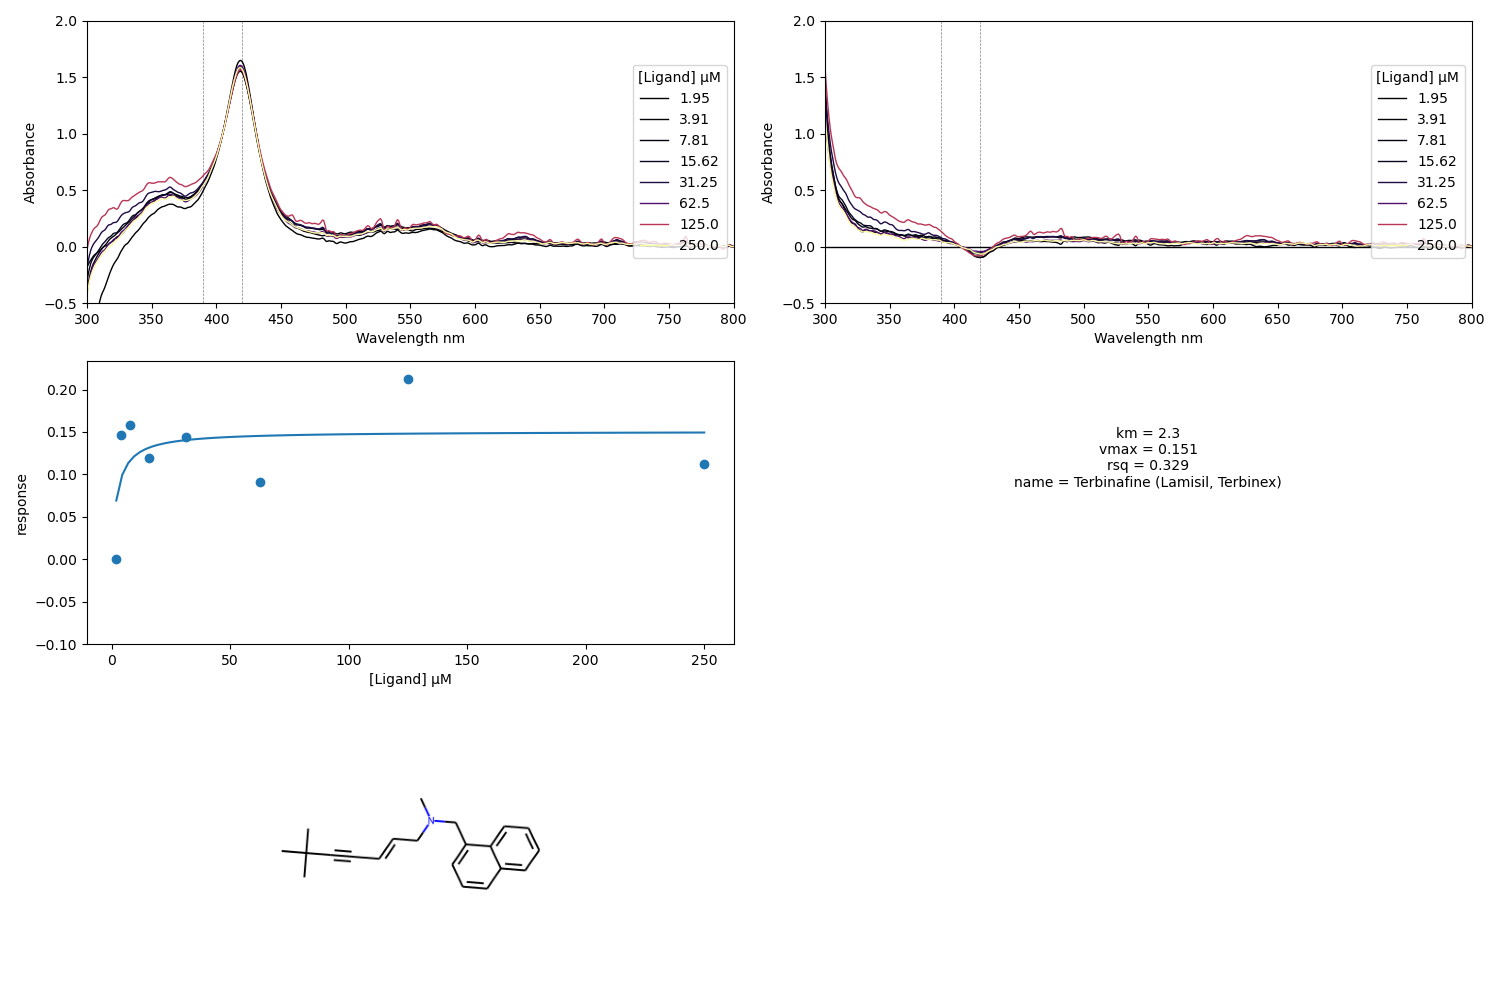 2.0
1.5
1.0
0.5
0.0
−0.5
Absorbance
300 350 400 450 500 550 600 650 700 750 800
Wavelength nm
[Ligand] µM
1.95
3.91
7.81
15.62
31.25
62.5
125.0
250.0
2.0
1.5
1.0
0.5
0.0
−0.5
Absorbance
300 350 400 450 500 550 600 650 700 750 800
Wavelength nm
[Ligand] µM
1.95
3.91
7.81
15.62
31.25
62.5
125.0
250.0
0.20
0.15
0.10
0.05
0.00
−0.05
−0.10
response
0 50 100 150 200 250
[Ligand] µM
km = 2.3
vmax = 0.151
rsq = 0.329
name = Terbinafine (Lamisil, Terbinex)
N